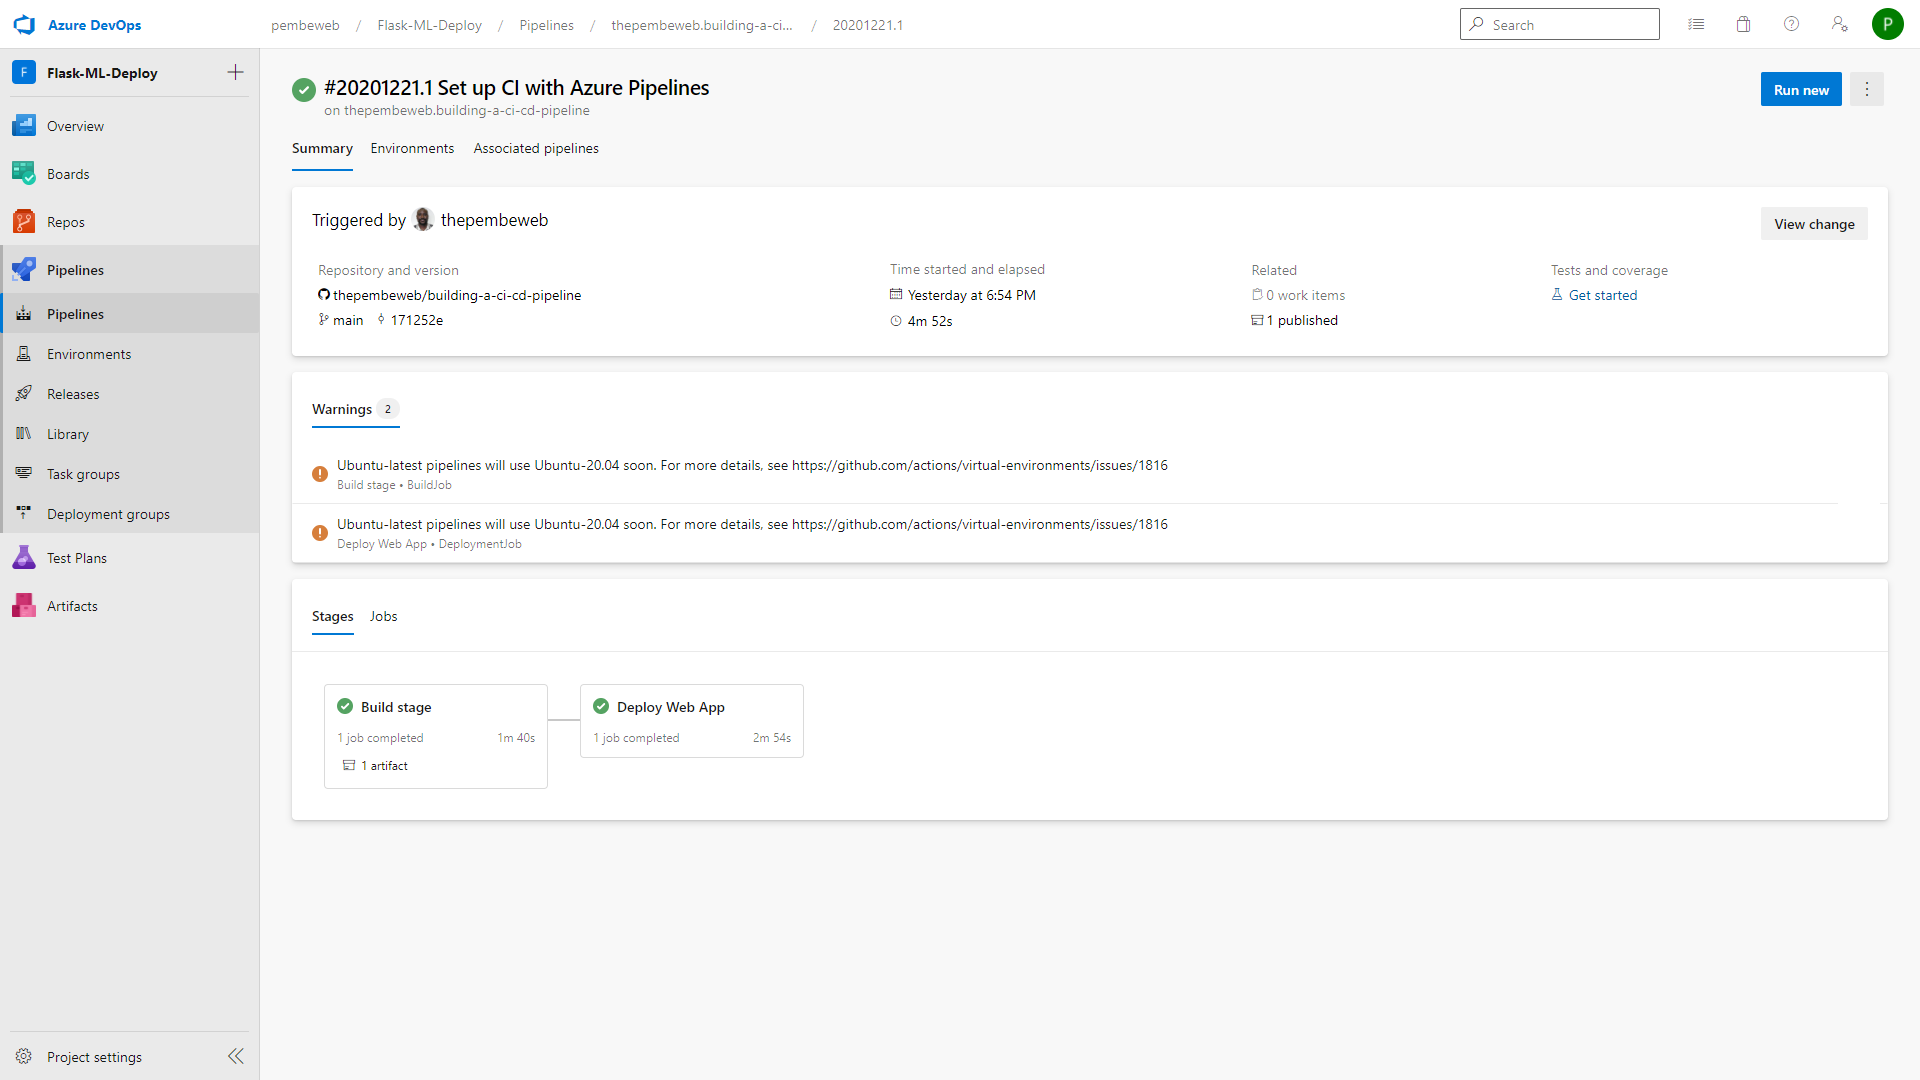 Azure DevOps
pembeweb / Flask-ML-Deploy / Pipelines / thepembeweb.building-a-ci... / 20201221.1
Search
P
F Flask-ML-Deploy
Overview
Boards
Repos
Pipelines
Pipelines
Environments
Releases
Library
Task groups
Deployment groups
Test Plans
Artifacts
Project settings
#20201221.1 Set up CI with Azure Pipelines
on thepembeweb.building-a-ci-cd-pipeline
Run new
Summary Environments Associated pipelines
Triggered by thepembeweb
View change
Repository and version
thepembeweb/building-a-ci-cd-pipeline
main 171252e
Time started and elapsed
Yesterday at 6:54 PM
4m 52s
Related
0 work items
1 published
Tests and coverage
Get started
Warnings 2
Ubuntu-latest pipelines will use Ubuntu-20.04 soon. For more details, see https://github.com/actions/virtual-environments/issues/1816
Build stage • BuildJob
Ubuntu-latest pipelines will use Ubuntu-20.04 soon. For more details, see https://github.com/actions/virtual-environments/issues/1816
Deploy Web App • DeploymentJob
Stages Jobs
Build stage
1 job completed 1m 40s
1 artifact
Deploy Web App
1 job completed 2m 54s